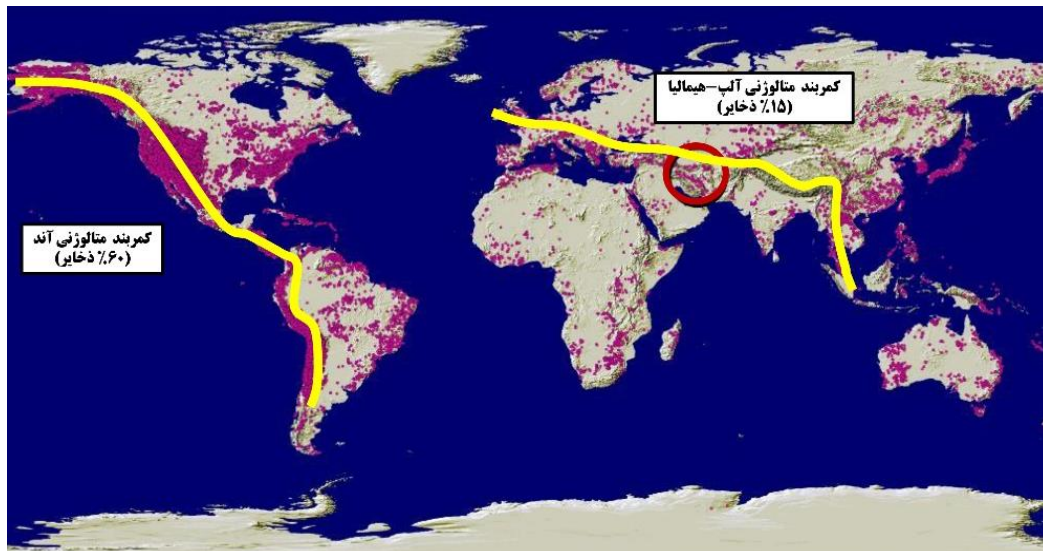 کمربند متالوژنی آلپ–هیمالیا
(۱۵٪ ذخایر)
کمربند متالوژنی آند
(۶۰٪ ذخایر)